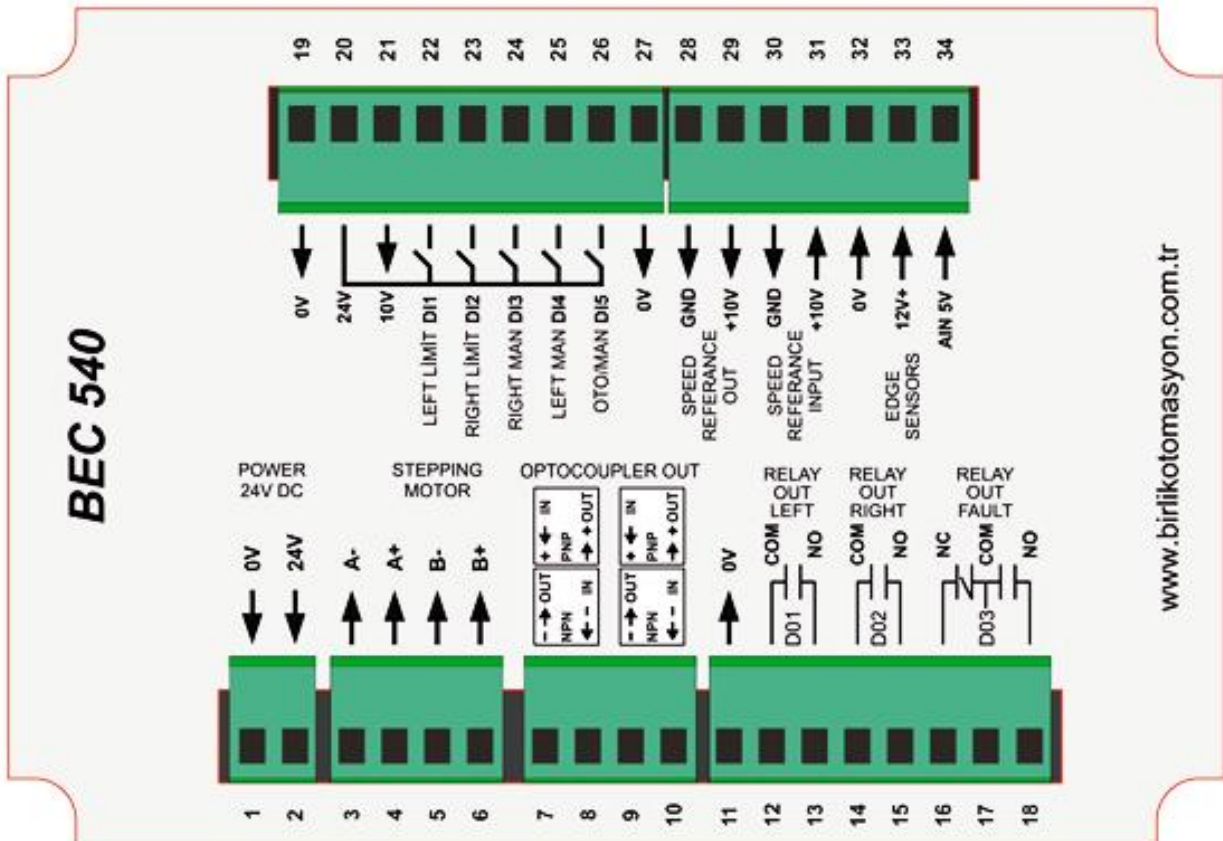 BEC 540
19 20 21 22 23 24 25 26 27 28 29 30 31 32 33 34
0V
24V
10V
LEFT LİMİT DI1
RIGHT LİMİT DI2
RIGHT MAN DI3
LEFT MAN DI4
OTO/MAN DI5
0V
GND
+10V
SPEED
REFERANCE
OUT
GND
+10V
SPEED
REFERANCE
INPUT
0V
12V+
AIN 5V
EDGE
SENSORS
POWER
24V DC
0V
24V
STEPPING
MOTOR
A-
A+
B-
B+
OPTOCOUPLER OUT
+ IN
PNP
+ OUT
- OUT
NPN
- IN
+ IN
PNP
+ OUT
- OUT
NPN
- IN
0V
RELAY
OUT
LEFT
COM
NO
D01
RELAY
OUT
RIGHT
COM
NO
D02
RELAY
OUT
FAULT
NC
COM
NO
D03
1 2 3 4 5 6 7 8 9 10 11 12 13 14 15 16 17 18
www.birlikotomasyon.com.tr